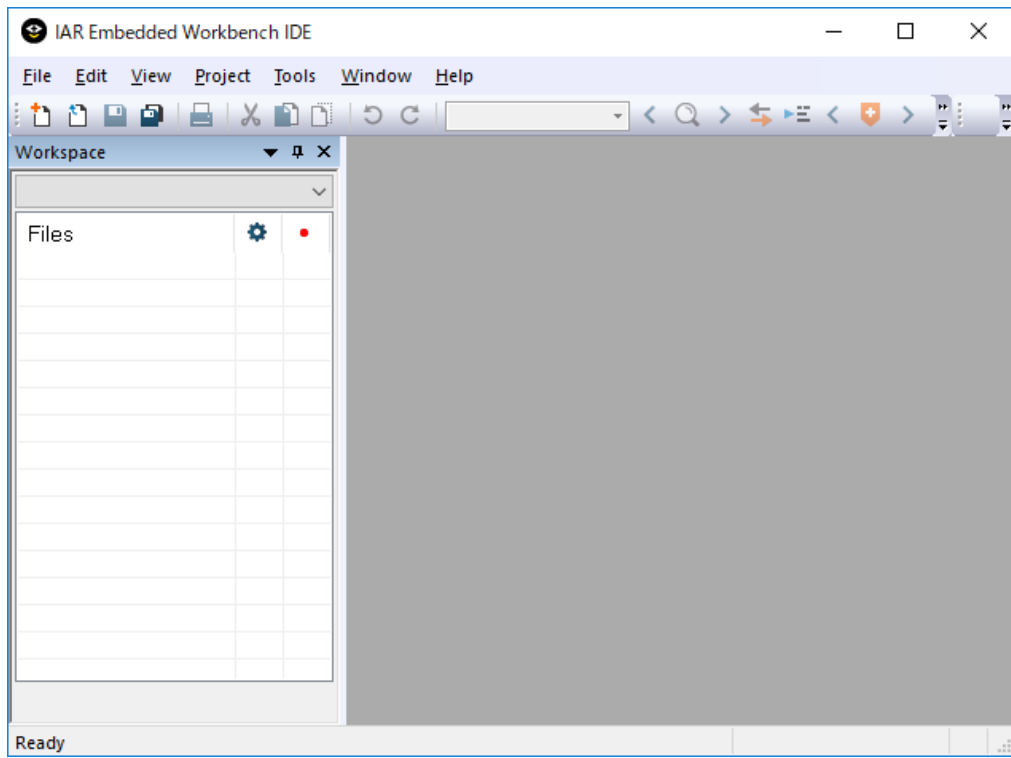 IAR Embedded Workbench IDE
File Edit View Project Tools Window Help
Workspace
Files
Ready